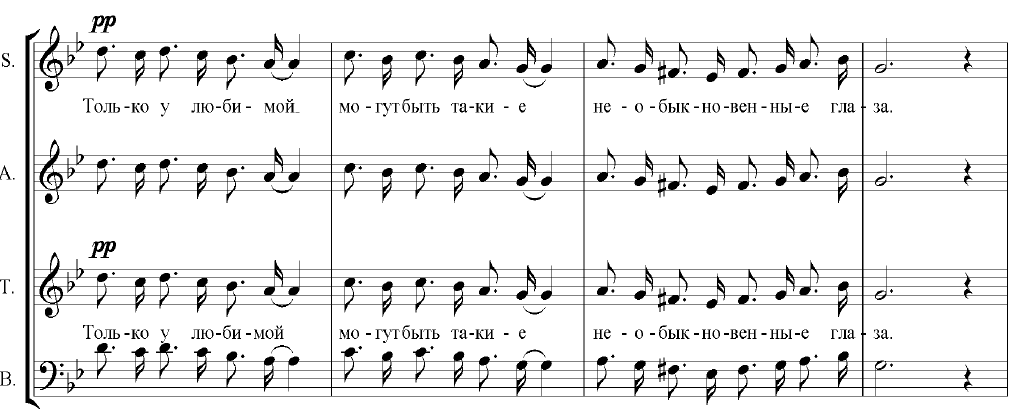 pp
S.
Толь-ко у лю-би-мой_ мо-гут быть та-ки-е не-о-бык-но-вен-ны-е гла-за.
A.
pp
T.
Толь-ко у лю-би-мой мо-гут быть та-ки-е не-о-бык-но-вен-ны-е гла-за.
B.